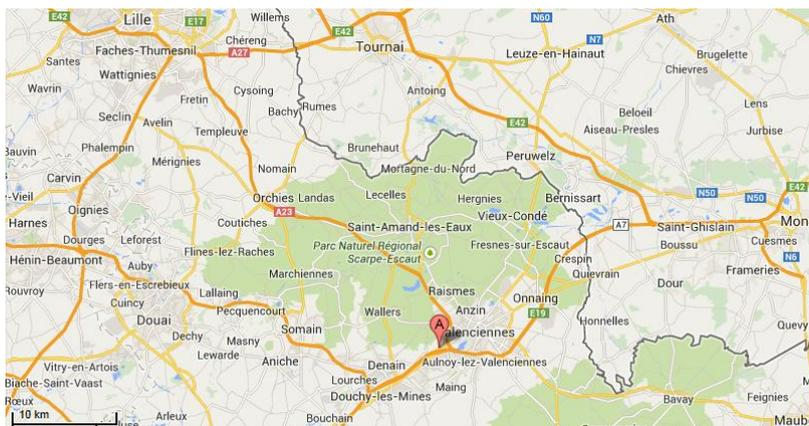 Lille
E42
E17
Willems
E42
N60
Ath
Chéreng
A27
Tournai
N7
Leuze-en-Hainaut
Brugelette
Faches-Thumesnil
Santes
Wattignies
Chievres
Wavrin
Fretin
Cysoing
Antoing
Bachy
Rumes
Lens
Seclin
Avelin
Templeuve
E42
Beloeil
Aiseau-Presles
Jurbise
Phalempin
Brunehaut
Bauvin
Mérignies
Peruwelz
Nomain
Mortagne-du-Nord
Carvin
E42
-le-Vieil
Oignies
Orchies
Landas
Lecelles
Hergnies
Bernissart
N50
N50
A23
Harnes
Coutiches
Vieux-Condé
A7
Mon
Saint-Amand-les-Eaux
Saint-Ghislain
Dourges
Leforest
Parc Naturel Régional
Scarpe-Escaut
Fresnes-sur-Escaut
Boussu
Cuesmes
Flines-lez-Raches
Crespin
N6
Hénin-Beaumont
Auby
Marchiennes
Quievrain
Frameries
Flers-en-Escrebieux
Raismes
Dour
Rouvroy
Cuincy
Lallaing
Onnaing
Pecquencourt
Wallers
Anzin
E19
Douai
Honnelles
Quevy
Somain
A
Valenciennes
Dechy
Masny
Lewarde
Aniche
Denain
Aulnoy-lez-Valenciennes
Vitry-en-Artois
Lourches
Biache-Saint-Vaast
Maing
Douchy-les-Mines
Bavay
Feignies
Rœux
10 km
Arleux
Bouchain
Maub